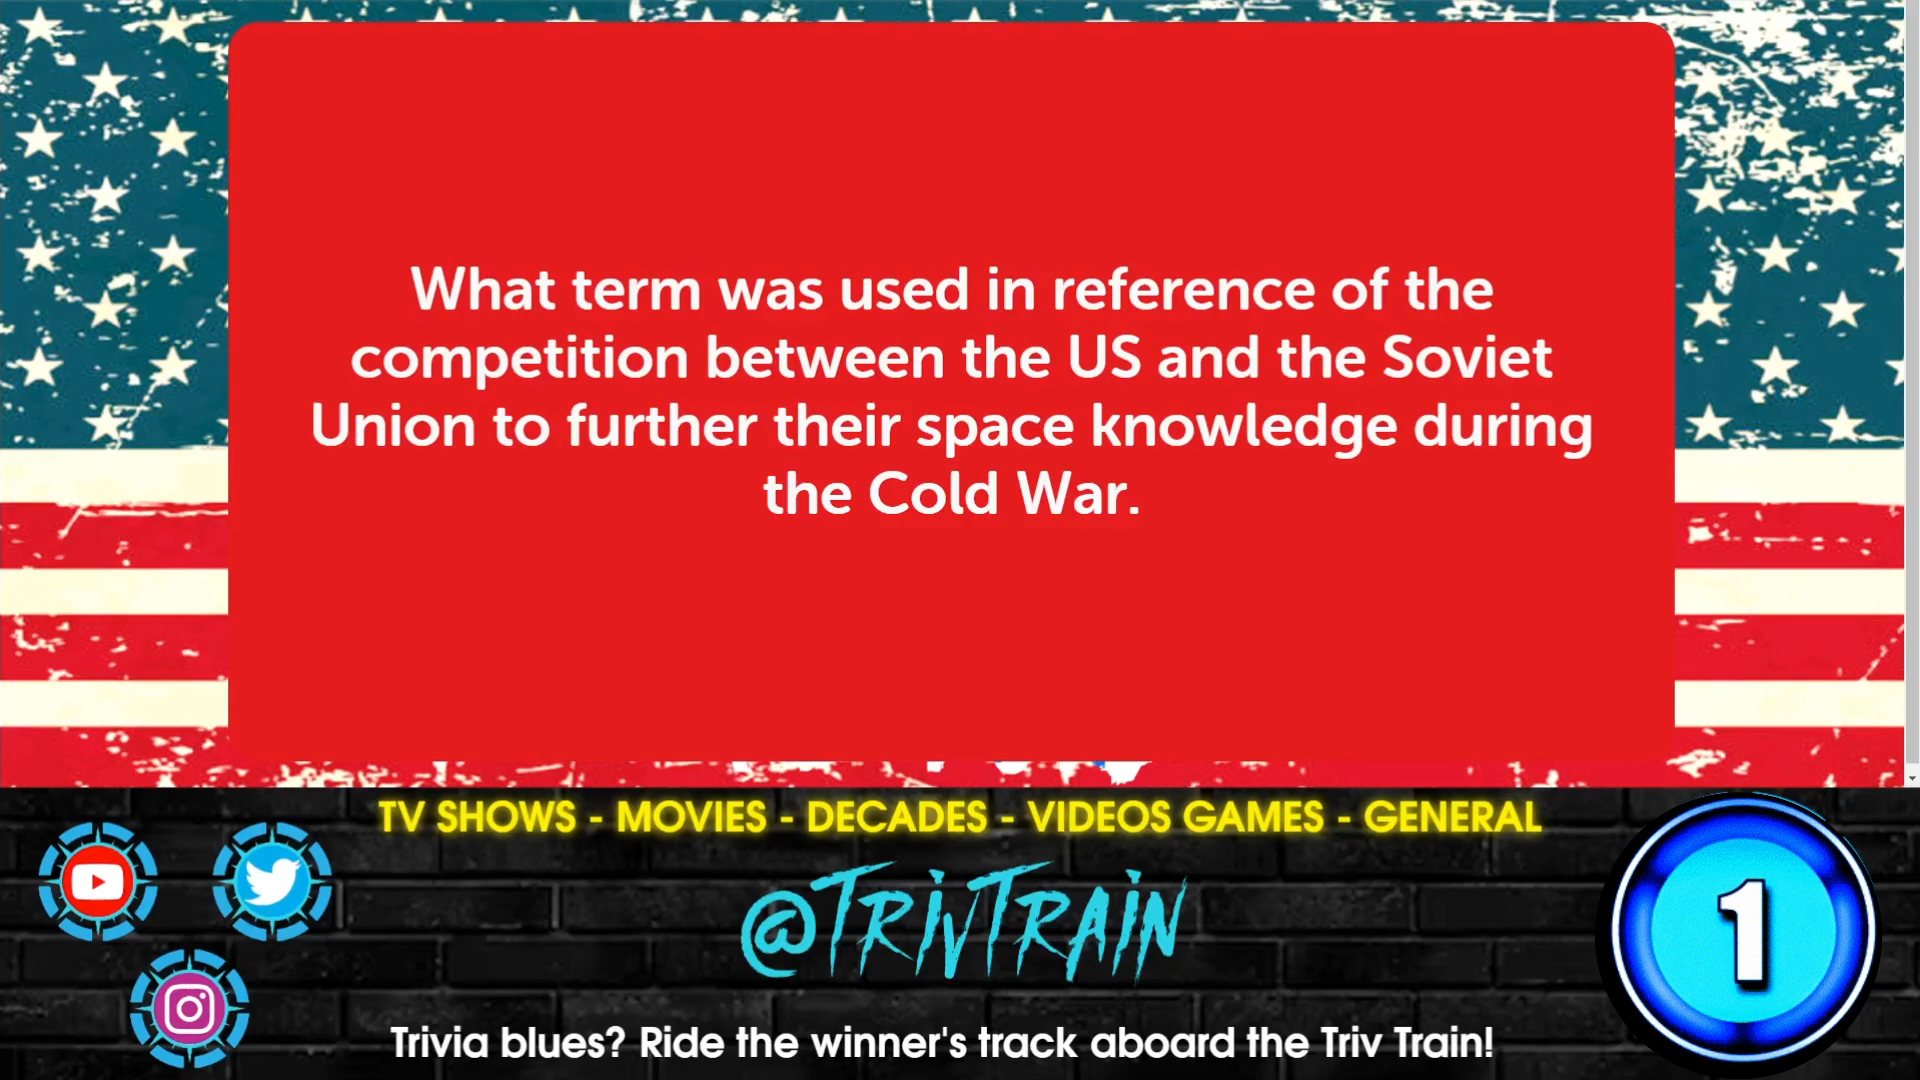 What term was used in reference of the
competition between the US and the Soviet
Union to further their space knowledge during
the Cold War.
TV SHOWS - MOVIES - DECADES - VIDEOS GAMES - GENERAL
@TRIVTRAIN
1
Trivia blues? Ride the winner's track aboard the Triv Train!